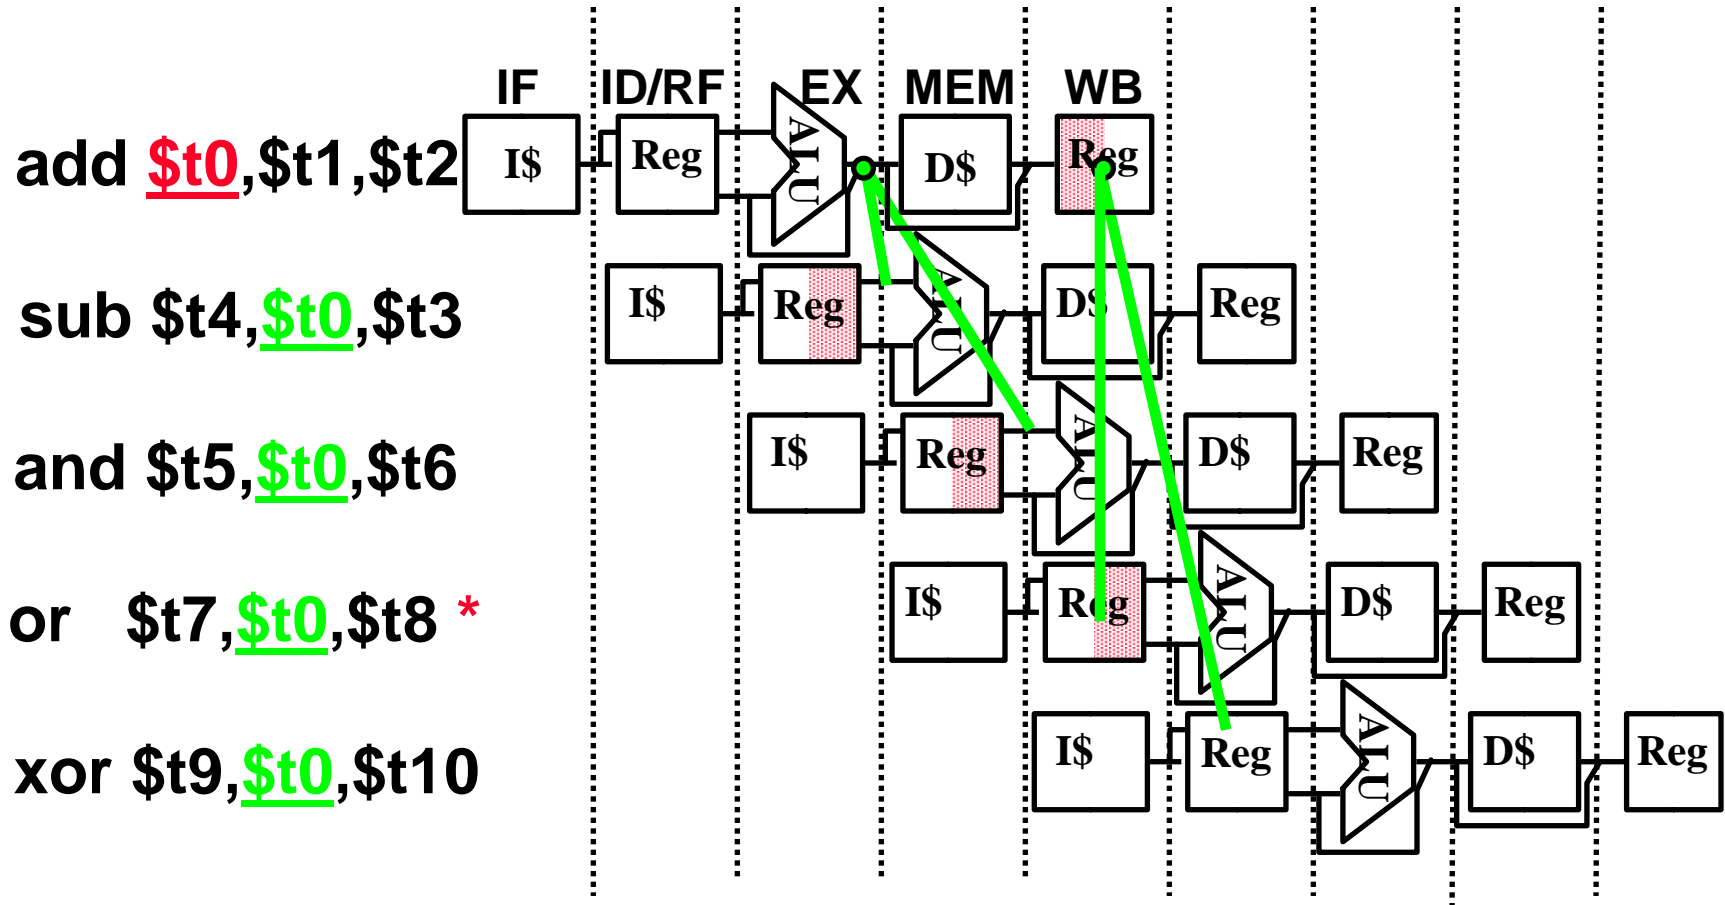 IF ID/RF EX MEM WB
add $t0,$t1,$t2 I$ Reg ALU D$ Reg
sub $t4,$t0,$t3 I$ Reg ALU D$ Reg
and $t5,$t0,$t6 I$ Reg ALU D$ Reg
or $t7,$t0,$t8 * I$ Reg ALU D$ Reg
xor $t9,$t0,$t10 I$ Reg ALU D$ Reg